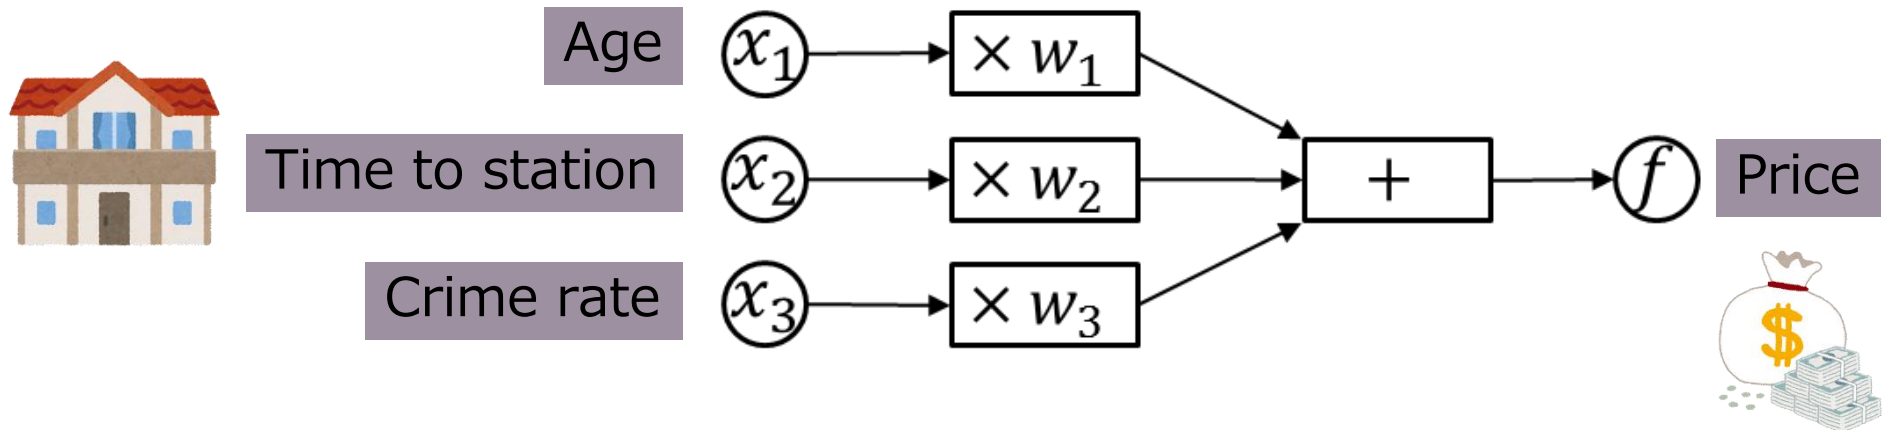 Age
x₁
× w₁
Time to station
x₂
× w₂
+
f
Price
Crime rate
x₃
× w₃
$